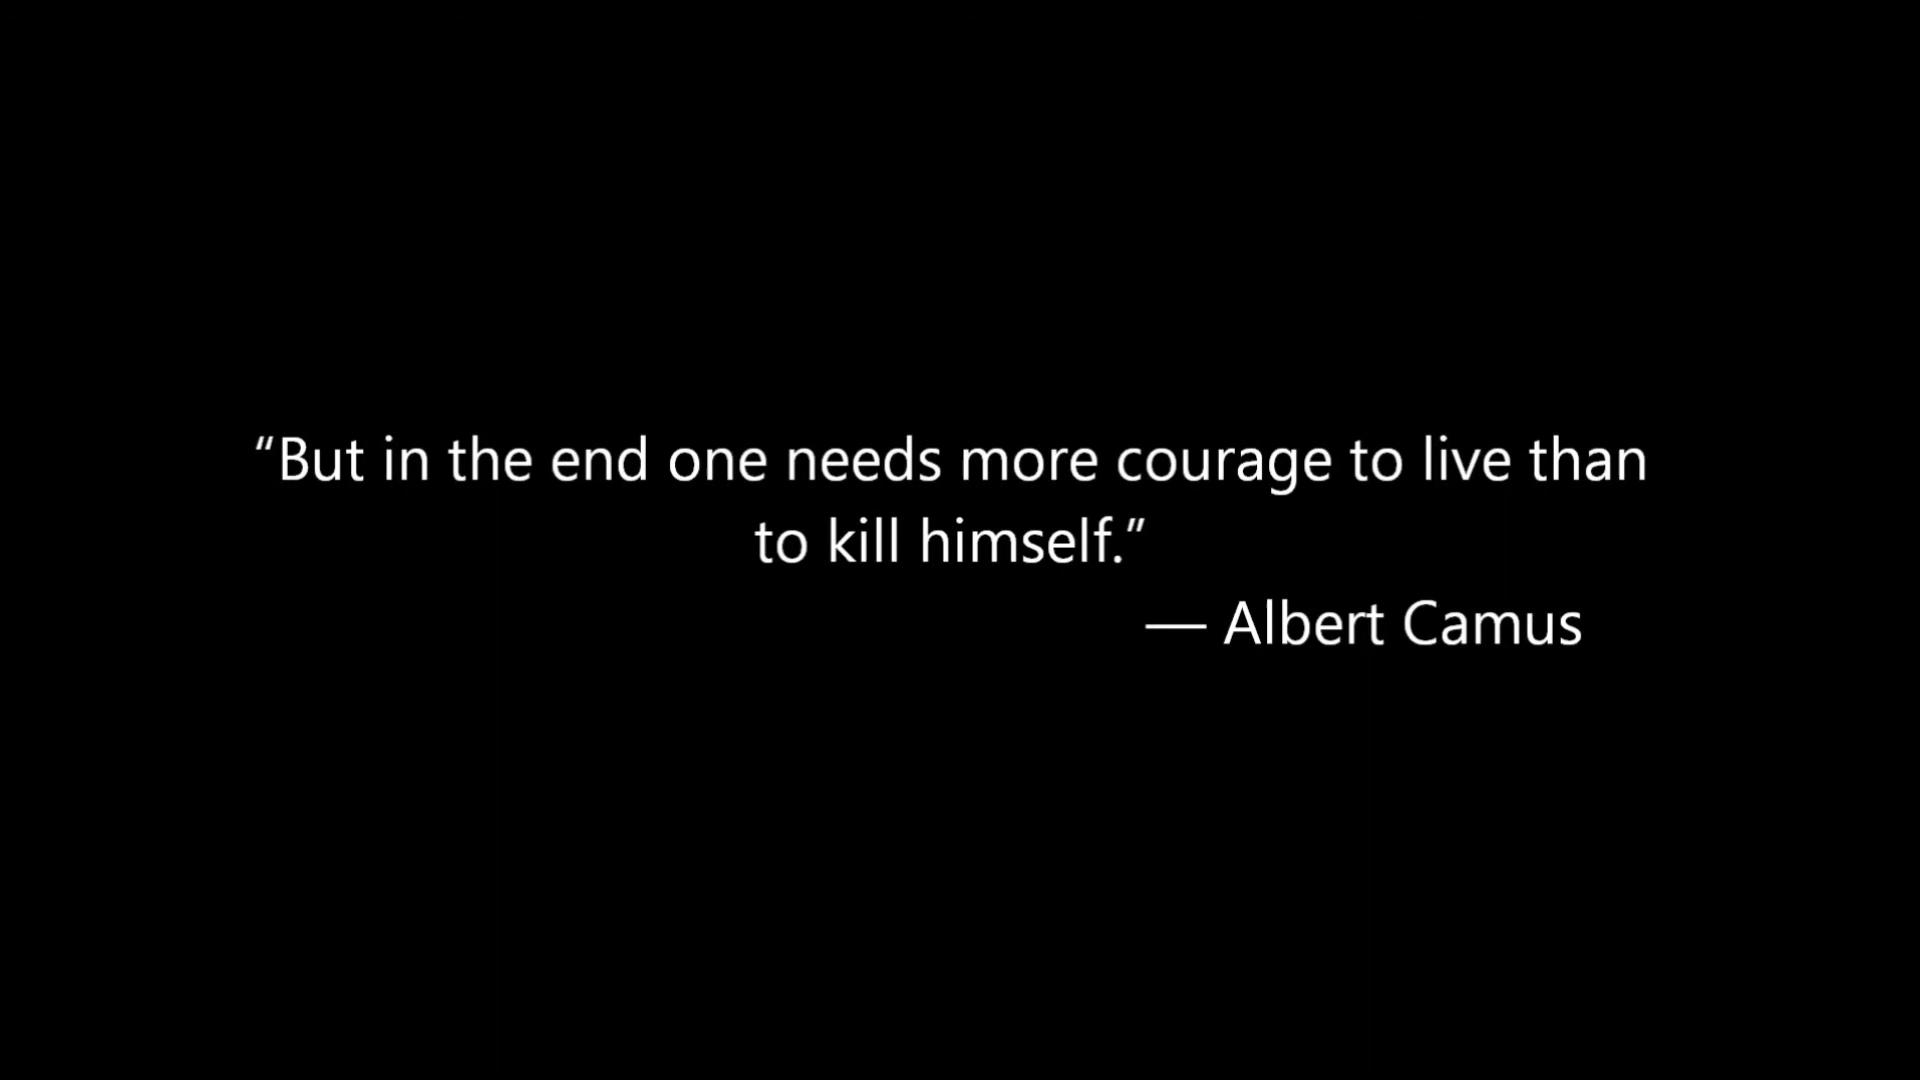 “But in the end one needs more courage to live than
to kill himself.”
— Albert Camus